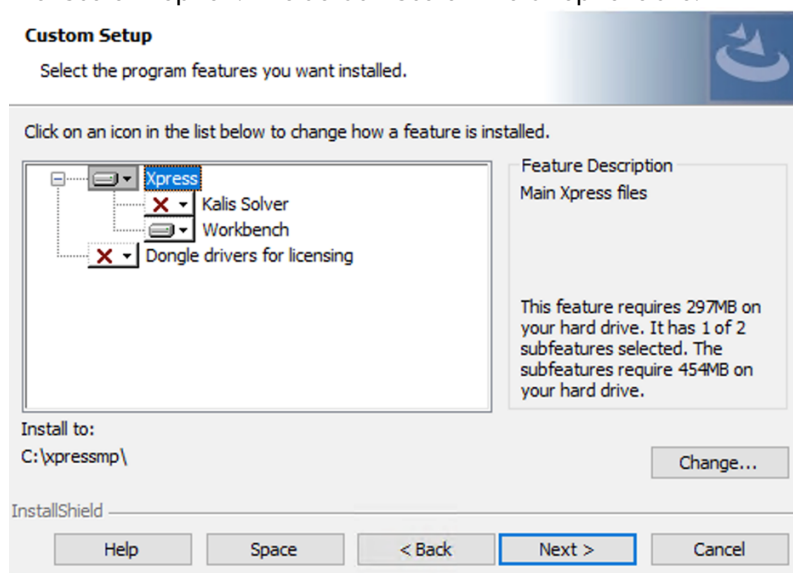 Custom Setup
Select the program features you want installed.
Click on an icon in the list below to change how a feature is installed.
Xpress
Kalis Solver
Workbench
Dongle drivers for licensing
Feature Description
Main Xpress files
This feature requires 297MB on
your hard drive. It has 1 of 2
subfeatures selected. The
subfeatures require 454MB on
your hard drive.
Install to:
C:\xpressmp\
Change...
InstallShield
Help
Space
< Back
Next >
Cancel